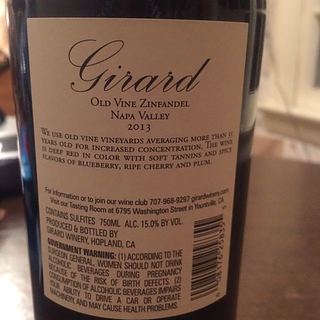 Girard
Old Vine Zinfandel
Napa Valley
2013
We use old vine vineyards averaging more than 55
years old for increased concentration. The wine
is deep red in color with soft tannins and spicy
flavors of blueberry, ripe cherry and plum.
For information or to join our wine club 707-968-9297 girardwinery.com
Visit our Tasting Room at 6795 Washington Street in Yountville, CA
CONTAINS SULFITES 750ML ALC. 15.0% BY VOL.
PRODUCED & BOTTLED BY
GIRARD WINERY, HOPLAND, CA
GOVERNMENT WARNING: (1) ACCORDING TO THE
SURGEON GENERAL, WOMEN SHOULD NOT DRINK
ALCOHOLIC BEVERAGES DURING PREGNANCY
BECAUSE OF THE RISK OF BIRTH DEFECTS. (2)
CONSUMPTION OF ALCOHOLIC BEVERAGES IMPAIRS
YOUR ABILITY TO DRIVE A CAR OR OPERATE
MACHINERY, AND MAY CAUSE HEALTH PROBLEMS.